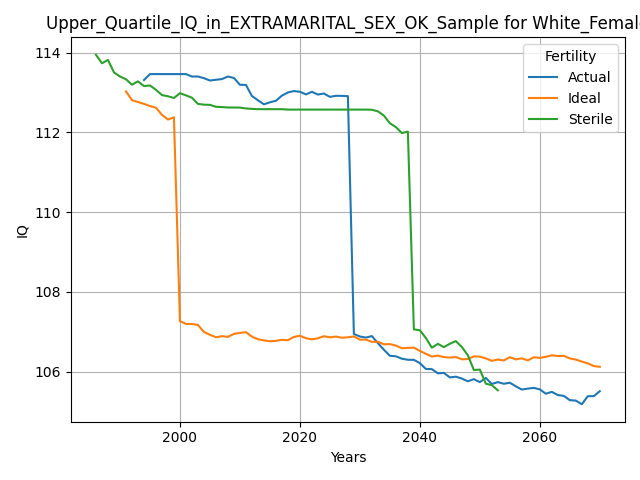 Upper_Quartile_IQ_in_EXTRAMARITAL_SEX_OK_Sample for White_Femal
Fertility
Actual
Ideal
Sterile
114
112
110
108
106
IQ
2000
2020
2040
2060
Years